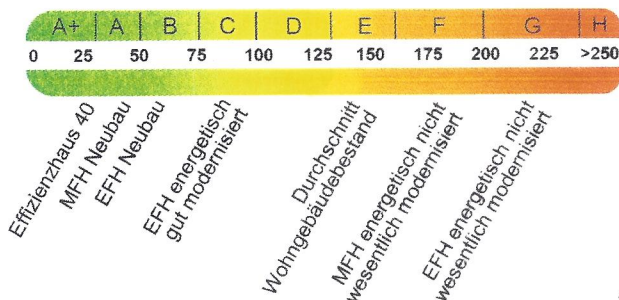 A+ A B C D E F G H
0 25 50 75 100 125 150 175 200 225 >250
Effizienzhaus 40
MFH Neubau
EFH Neubau
EFH energetisch
gut modernisiert
Durchschnitt
Wohngebäudebestand
MFH energetisch nicht
wesentlich modernisiert
EFH energetisch nicht
wesentlich modernisiert